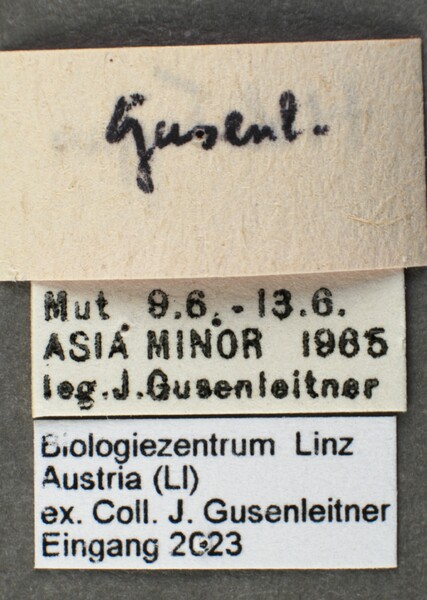 Gusenl.
Mut 9.6.-13.6.
ASIA MINOR 1965
leg.J.Gusenleitner
Biologiezentrum Linz
Austria (LI)
ex. Coll. J. Gusenleitner
Eingang 2023